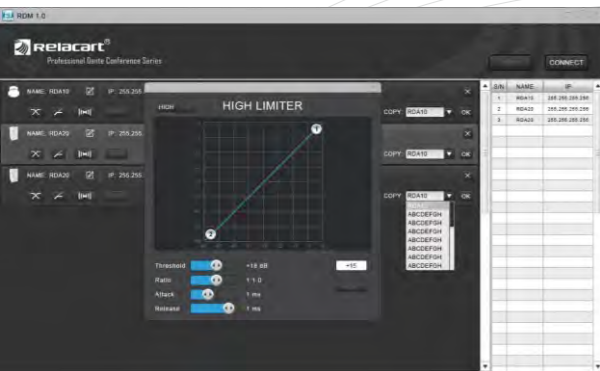 RDM 1.0
Relacart®
Professional Dante Conference Series
CONNECT
NAME: RDA10 IP: 255.255.
COPY: RDA10 OK
NAME: RDA20 IP: 255.255.
COPY: RDA10 OK
NAME: RDA20 IP: 255.255.
COPY: RDA10 OK
ABCDEFGH
ABCDEFGH
ABCDEFGH
ABCDEFGH
ABCDEFGH
ABCDEFGH
ABCDEFGH
HIGH
HIGH LIMITER
Threshold +18 dB
+15
Ratio 1:1.0
Attack 1 ms
Release 1 ms
S/N NAME IP
1 RDA10 255.255.255.255
2 RDA20 255.255.255.255
3 RDA20 255.255.255.255